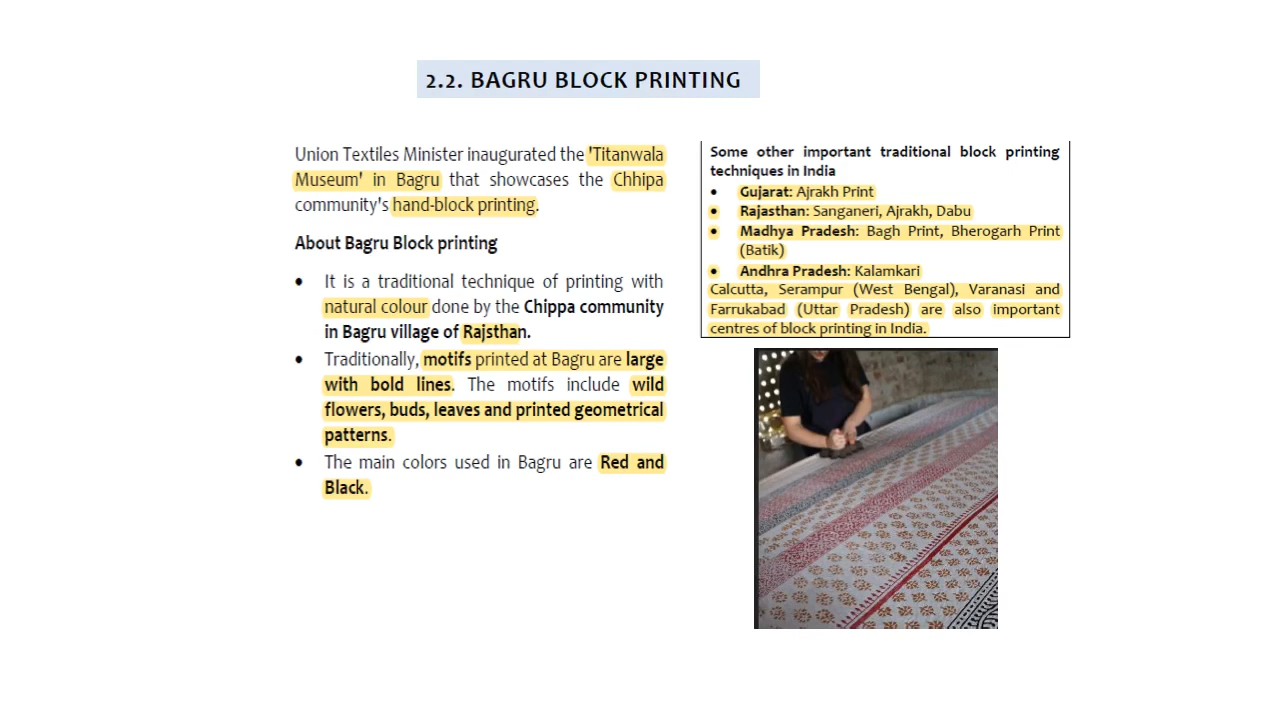 2.2. BAGRU BLOCK PRINTING
Union Textiles Minister inaugurated the 'Titanwala
Museum' in Bagru that showcases the Chhipa
community's hand-block printing.
About Bagru Block printing
• It is a traditional technique of printing with
natural colour done by the Chippa community
in Bagru village of Rajsthan.
• Traditionally, motifs printed at Bagru are large
with bold lines. The motifs include wild
flowers, buds, leaves and printed geometrical
patterns.
• The main colors used in Bagru are Red and
Black.
Some other important traditional block printing
techniques in India
• Gujarat: Ajrakh Print
• Rajasthan: Sanganeri, Ajrakh, Dabu
• Madhya Pradesh: Bagh Print, Bherogarh Print
(Batik)
• Andhra Pradesh: Kalamkari
Calcutta, Serampur (West Bengal), Varanasi and
Farrukabad (Uttar Pradesh) are also important
centres of block printing in India.